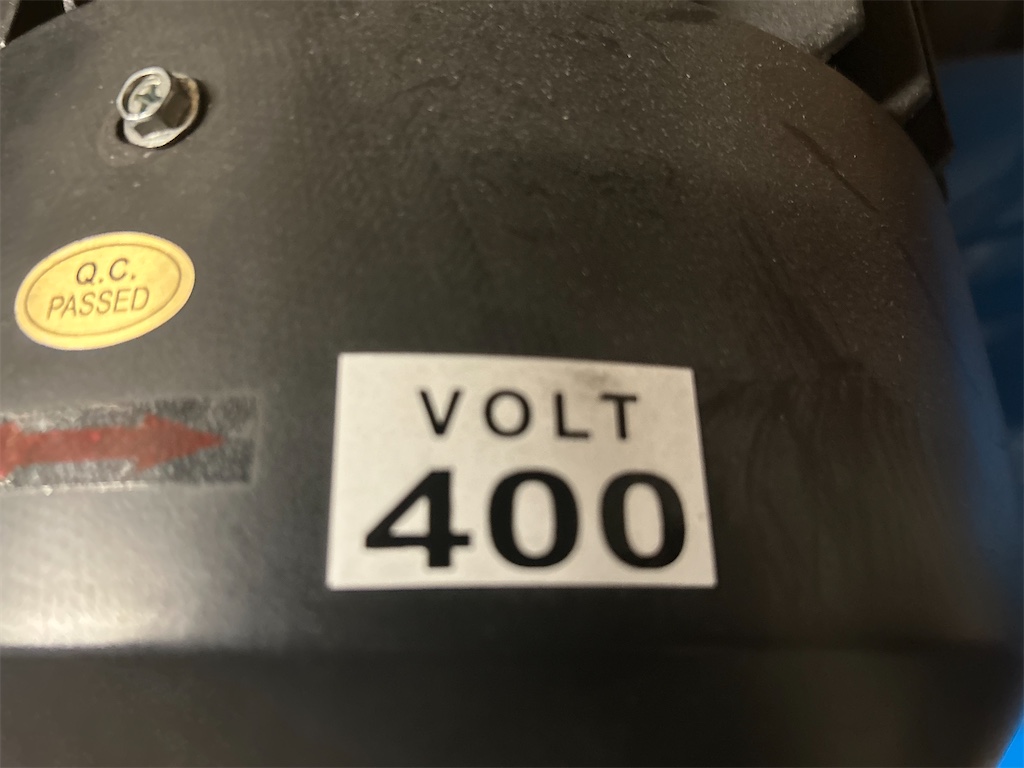 Q.C.
PASSED
VOLT
400